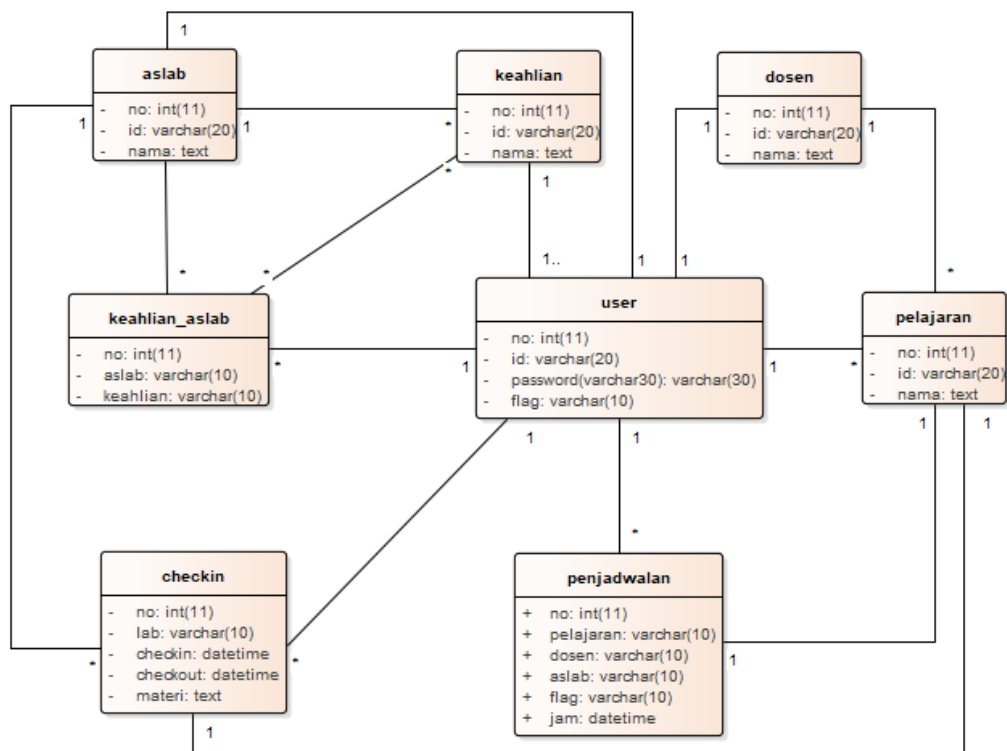 1
aslab
- no: int(11)
- id: varchar(20)
- nama: text
keahlian
- no: int(11)
- id: varchar(20)
- nama: text
dosen
- no: int(11)
- id: varchar(20)
- nama: text
1
1
*
1
1
*
1
*
1..
1
1
*
*
*
keahlian_aslab
- no: int(11)
- aslab: varchar(10)
- keahlian: varchar(10)
user
- no: int(11)
- id: varchar(20)
- password(varchar30): varchar(30)
- flag: varchar(10)
pelajaran
- no: int(11)
- id: varchar(20)
- nama: text
*
1
1
*
1
1
1
1
*
checkin
- no: int(11)
- lab: varchar(10)
- checkin: datetime
- checkout: datetime
- materi: text
penjadwalan
+ no: int(11)
+ pelajaran: varchar(10)
+ dosen: varchar(10)
+ aslab: varchar(10)
+ flag: varchar(10)
+ jam: datetime
*
*
1
1